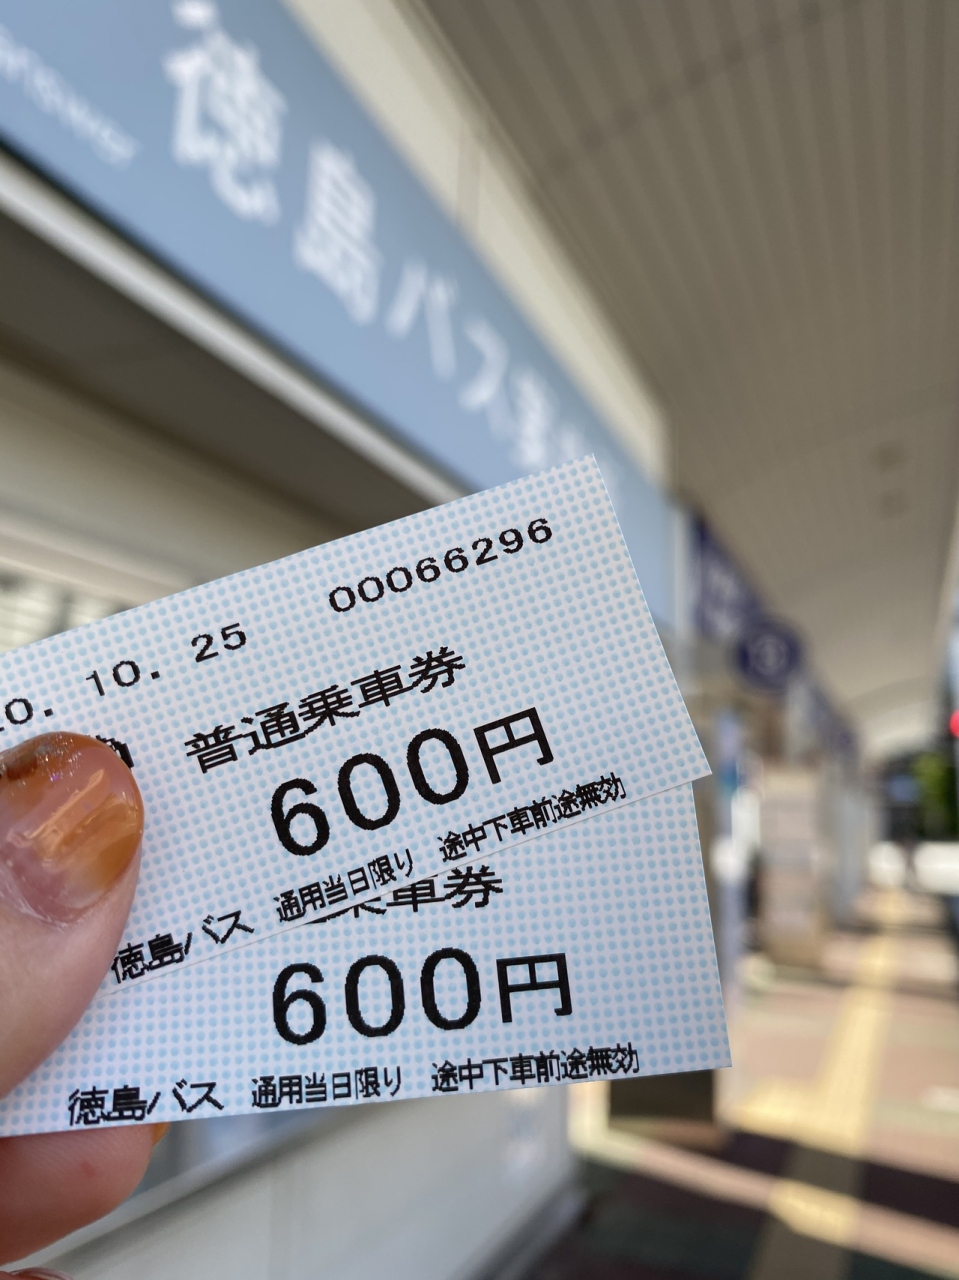 徳島バス
10. 25 00066296
普通乗車券
600円
徳島バス 通用当日限り 途中下車前途無効
車券
600円
徳島バス 通用当日限り 途中下車前途無効